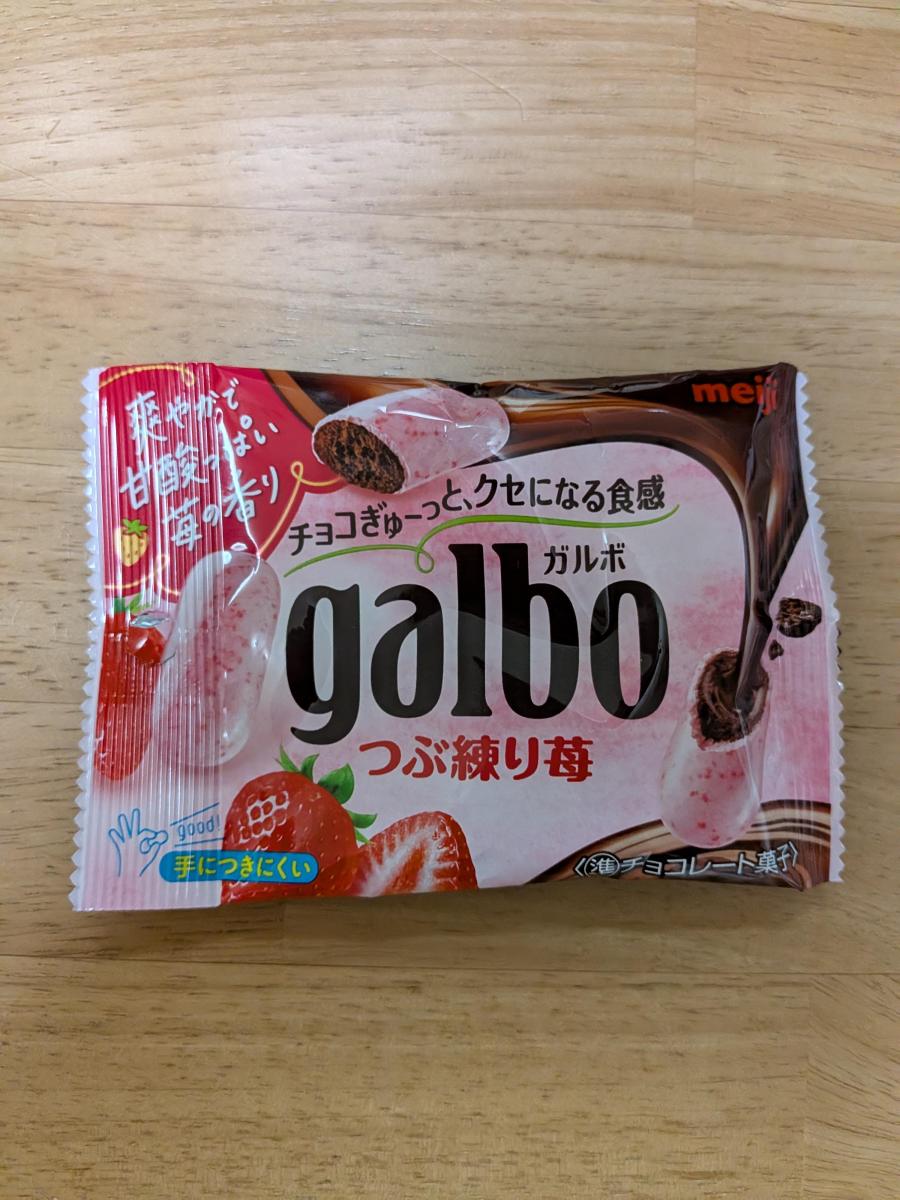 爽やかで。
甘酸っぱい
苺の香り
meiji
チョコぎゅーっと、クセになる食感
ガルボ
galbo
つぶ練り苺
good!
手につきにくい
〈準チョコレート菓子〉